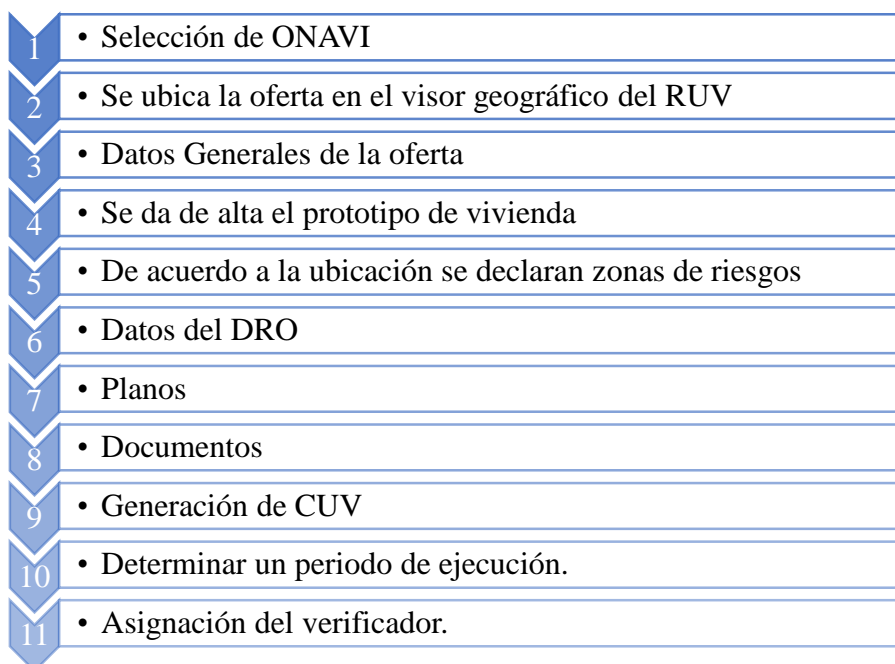 1 • Selección de ONAVI
2 • Se ubica la oferta en el visor geográfico del RUV
3 • Datos Generales de la oferta
4 • Se da de alta el prototipo de vivienda
5 • De acuerdo a la ubicación se declaran zonas de riesgos
6 • Datos del DRO
7 • Planos
8 • Documentos
9 • Generación de CUV
10 • Determinar un periodo de ejecución.
11 • Asignación del verificador.